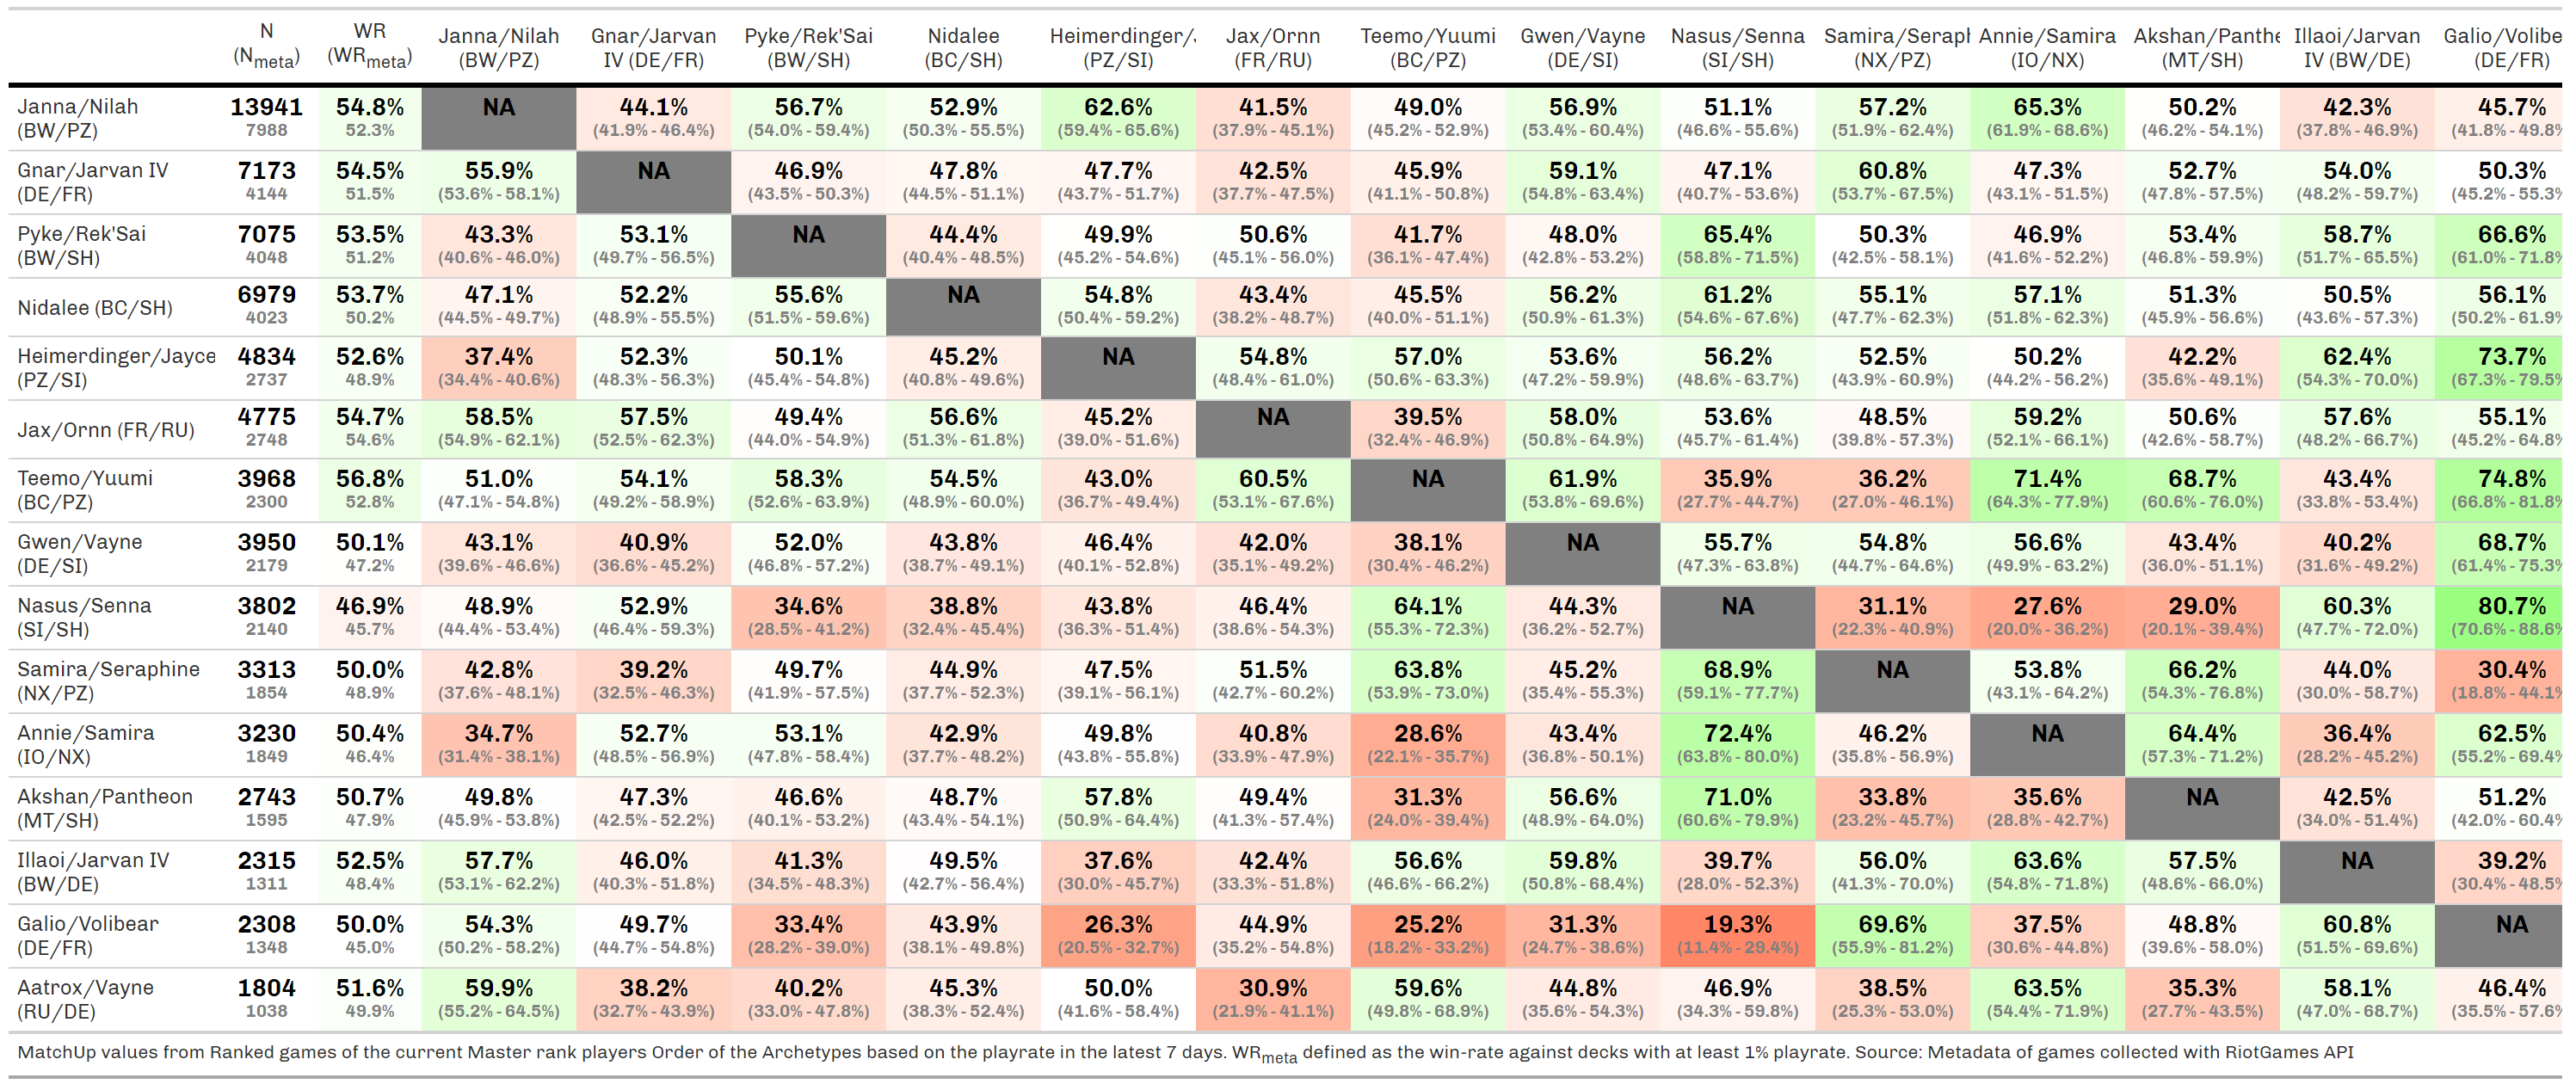 N WR Janna/Nilah Gnar/Jarvan Pyke/Rek'Sai Nidalee Heimerdinger/J Jax/Ornn Teemo/Yuumi Gwen/Vayne Nasus/Senna Samira/Seraph Annie/Samira Akshan/Panthe Illaoi/Jarvan Galio/Volibe
(Nmeta) (WRmeta) (BW/PZ) IV (DE/FR) (BW/SH) (BC/SH) (PZ/SI) (FR/RU) (BC/PZ) (DE/SI) (SI/SH) (NX/PZ) (IO/NX) (MT/SH) IV (BW/DE) (DE/FR)
Janna/Nilah 13941 54.8% NA 44.1% 56.7% 52.9% 62.6% 41.5% 49.0% 56.9% 51.1% 57.2% 65.3% 50.2% 42.3% 45.7%
(BW/PZ) 7988 52.3% (41.9% - 46.4%) (54.0% - 59.4%) (50.3% - 55.5%) (59.4% - 65.6%) (37.9% - 45.1%) (45.2% - 52.9%) (53.4% - 60.4%) (46.6% - 55.6%) (51.9% - 62.4%) (61.9% - 68.6%) (46.2% - 54.1%) (37.8% - 46.9%) (41.8% - 49.8%
Gnar/Jarvan IV 7173 54.5% 55.9% NA 46.9% 47.8% 47.7% 42.5% 45.9% 59.1% 47.1% 60.8% 47.3% 52.7% 54.0% 50.3%
(DE/FR) 4144 51.5% (53.6% - 58.1%) (43.5% - 50.3%) (44.5% - 51.1%) (43.7% - 51.7%) (37.7% - 47.5%) (41.1% - 50.8%) (54.8% - 63.4%) (40.7% - 53.6%) (53.7% - 67.5%) (43.1% - 51.5%) (47.8% - 57.5%) (48.2% - 59.7%) (45.2% - 55.3%
Pyke/Rek'Sai 7075 53.5% 43.3% 53.1% NA 44.4% 49.9% 50.6% 41.7% 48.0% 65.4% 50.3% 46.9% 53.4% 58.7% 66.6%
(BW/SH) 4048 51.2% (40.6% - 46.0%) (49.7% - 56.5%) (40.4% - 48.5%) (45.2% - 54.6%) (45.1% - 56.0%) (36.1% - 47.4%) (42.8% - 53.2%) (58.8% - 71.5%) (42.5% - 58.1%) (41.6% - 52.2%) (46.8% - 59.9%) (51.7% - 65.5%) (61.0% - 71.8%
Nidalee (BC/SH) 6979 53.7% 47.1% 52.2% 55.6% NA 54.8% 43.4% 45.5% 56.2% 61.2% 55.1% 57.1% 51.3% 50.5% 56.1%
4023 50.2% (44.5% - 49.7%) (48.9% - 55.5%) (51.5% - 59.6%) (50.4% - 59.2%) (38.2% - 48.7%) (40.0% - 51.1%) (50.9% - 61.3%) (54.6% - 67.6%) (47.7% - 62.3%) (51.8% - 62.3%) (45.9% - 56.6%) (43.6% - 57.3%) (50.2% - 61.9%
Heimerdinger/Jayce 4834 52.6% 37.4% 52.3% 50.1% 45.2% NA 54.8% 57.0% 53.6% 56.2% 52.5% 50.2% 42.2% 62.4% 73.7%
(PZ/SI) 2737 48.9% (34.4% - 40.6%) (48.3% - 56.3%) (45.4% - 54.8%) (40.8% - 49.6%) (48.4% - 61.0%) (50.6% - 63.3%) (47.2% - 59.9%) (48.6% - 63.7%) (43.9% - 60.9%) (44.2% - 56.2%) (35.6% - 49.1%) (54.3% - 70.0%) (67.3% - 79.5%
Jax/Ornn (FR/RU) 4775 54.7% 58.5% 57.5% 49.4% 56.6% 45.2% NA 39.5% 58.0% 53.6% 48.5% 59.2% 50.6% 57.6% 55.1%
2748 54.6% (54.9% - 62.1%) (52.5% - 62.3%) (44.0% - 54.9%) (51.3% - 61.8%) (39.0% - 51.6%) (32.4% - 46.9%) (50.8% - 64.9%) (45.7% - 61.4%) (39.8% - 57.3%) (52.1% - 66.1%) (42.6% - 58.7%) (48.2% - 66.7%) (45.2% - 64.8%
Teemo/Yuumi 3968 56.8% 51.0% 54.1% 58.3% 54.5% 43.0% 60.5% NA 61.9% 35.9% 36.2% 71.4% 68.7% 43.4% 74.8%
(BC/PZ) 2300 52.8% (47.1% - 54.8%) (49.2% - 58.9%) (52.6% - 63.9%) (48.9% - 60.0%) (36.7% - 49.4%) (53.1% - 67.6%) (53.8% - 69.6%) (27.7% - 44.7%) (27.0% - 46.1%) (64.3% - 77.9%) (60.6% - 76.0%) (33.8% - 53.4%) (66.8% - 81.8%
Gwen/Vayne 3950 50.1% 43.1% 40.9% 52.0% 43.8% 46.4% 42.0% 38.1% NA 55.7% 54.8% 56.6% 43.4% 40.2% 68.7%
(DE/SI) 2179 47.2% (39.6% - 46.6%) (36.6% - 45.2%) (46.8% - 57.2%) (38.7% - 49.1%) (40.1% - 52.8%) (35.1% - 49.2%) (30.4% - 46.2%) (47.3% - 63.8%) (44.7% - 64.6%) (49.9% - 63.2%) (36.0% - 51.1%) (31.6% - 49.2%) (61.4% - 75.3%
Nasus/Senna 3802 46.9% 48.9% 52.9% 34.6% 38.8% 43.8% 46.4% 64.1% 44.3% NA 31.1% 27.6% 29.0% 60.3% 80.7%
(SI/SH) 2140 45.7% (44.4% - 53.4%) (46.4% - 59.3%) (28.5% - 41.2%) (32.4% - 45.4%) (36.3% - 51.4%) (38.6% - 54.3%) (55.3% - 72.3%) (36.2% - 52.7%) (22.3% - 40.9%) (20.0% - 36.2%) (20.1% - 39.4%) (47.7% - 72.0%) (70.6% - 88.6%
Samira/Seraphine 3313 50.0% 42.8% 39.2% 49.7% 44.9% 47.5% 51.5% 63.8% 45.2% 68.9% NA 53.8% 66.2% 44.0% 30.4%
(NX/PZ) 1854 48.9% (37.6% - 48.1%) (32.5% - 46.3%) (41.9% - 57.5%) (37.7% - 52.3%) (39.1% - 56.1%) (42.7% - 60.2%) (53.9% - 73.0%) (35.4% - 55.3%) (59.1% - 77.7%) (43.1% - 64.2%) (54.3% - 76.8%) (30.0% - 58.7%) (18.8% - 44.1%
Annie/Samira 3230 50.4% 34.7% 52.7% 53.1% 42.9% 49.8% 40.8% 28.6% 43.4% 72.4% 46.2% NA 64.4% 36.4% 62.5%
(IO/NX) 1849 46.4% (31.4% - 38.1%) (48.5% - 56.9%) (47.8% - 58.4%) (37.7% - 48.2%) (43.8% - 55.8%) (33.9% - 47.9%) (22.1% - 35.7%) (36.8% - 50.1%) (63.8% - 80.0%) (35.8% - 56.9%) (57.3% - 71.2%) (28.2% - 45.2%) (55.2% - 69.4%
Akshan/Pantheon 2743 50.7% 49.8% 47.3% 46.6% 48.7% 57.8% 49.4% 31.3% 56.6% 71.0% 33.8% 35.6% NA 42.5% 51.2%
(MT/SH) 1595 47.9% (45.9% - 53.8%) (42.5% - 52.2%) (40.1% - 53.2%) (43.4% - 54.1%) (50.9% - 64.4%) (41.3% - 57.4%) (24.0% - 39.4%) (48.9% - 64.0%) (60.6% - 79.9%) (23.2% - 45.7%) (28.8% - 42.7%) (34.0% - 51.4%) (42.0% - 60.4%
Illaoi/Jarvan IV 2315 52.5% 57.7% 46.0% 41.3% 49.5% 37.6% 42.4% 56.6% 59.8% 39.7% 56.0% 63.6% 57.5% NA 39.2%
(BW/DE) 1311 48.4% (53.1% - 62.2%) (40.3% - 51.8%) (34.5% - 48.3%) (42.7% - 56.4%) (30.0% - 45.7%) (33.3% - 51.8%) (46.6% - 66.2%) (50.8% - 68.4%) (28.0% - 52.3%) (41.3% - 70.0%) (54.8% - 71.8%) (48.6% - 66.0%) (30.4% - 48.5%
Galio/Volibear 2308 50.0% 54.3% 49.7% 33.4% 43.9% 26.3% 44.9% 25.2% 31.3% 19.3% 69.6% 37.5% 48.8% 60.8% NA
(DE/FR) 1348 45.0% (50.2% - 58.2%) (44.7% - 54.8%) (28.2% - 39.0%) (38.1% - 49.8%) (20.5% - 32.7%) (35.2% - 54.8%) (18.2% - 33.2%) (24.7% - 38.6%) (11.4% - 29.4%) (55.9% - 81.2%) (30.6% - 44.8%) (39.6% - 58.0%) (51.5% - 69.6%)
Aatrox/Vayne 1804 51.6% 59.9% 38.2% 40.2% 45.3% 50.0% 30.9% 59.6% 44.8% 46.9% 38.5% 63.5% 35.3% 58.1% 46.4%
(RU/DE) 1038 49.9% (55.2% - 64.5%) (32.7% - 43.9%) (33.0% - 47.8%) (38.3% - 52.4%) (41.6% - 58.4%) (21.9% - 41.1%) (49.8% - 68.9%) (35.6% - 54.3%) (34.3% - 59.8%) (25.3% - 53.0%) (54.4% - 71.9%) (27.7% - 43.5%) (47.0% - 68.7%) (35.5% - 57.6%
MatchUp values from Ranked games of the current Master rank players Order of the Archetypes based on the playrate in the latest 7 days. WRmeta defined as the win-rate against decks with at least 1% playrate. Source: Metadata of games collected with RiotGames API